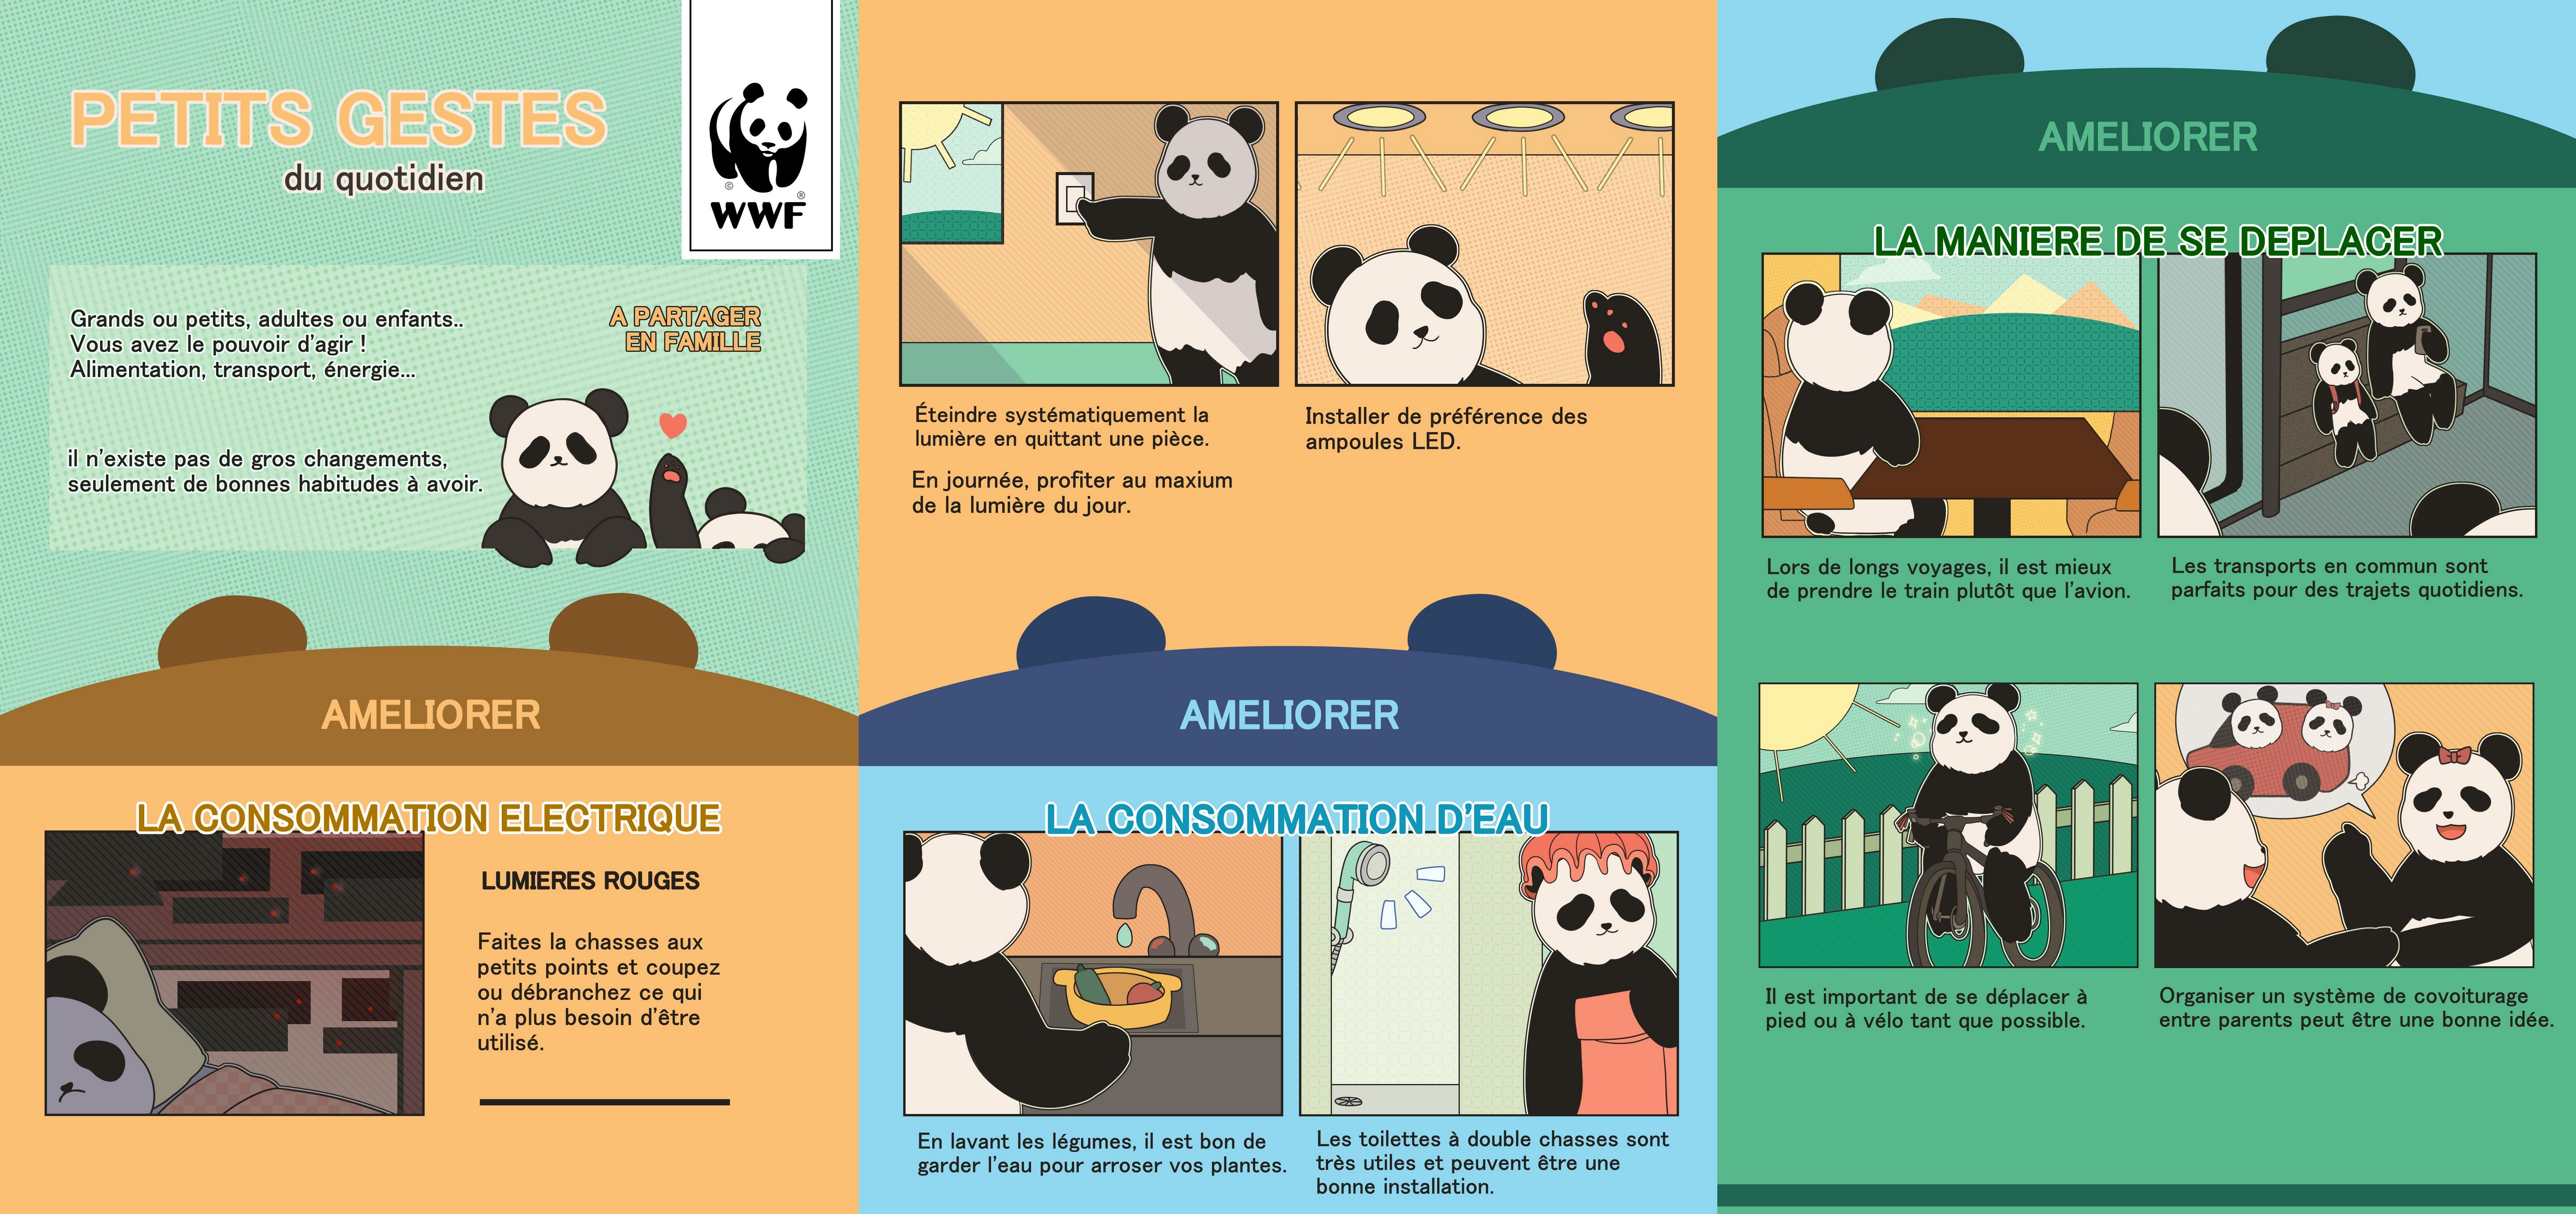 PETITS GESTES
du quotidien
©
®
WWF
Grands ou petits, adultes ou enfants..
Vous avez le pouvoir d'agir !
Alimentation, transport, énergie...
A PARTAGER
EN FAMILLE
il n'existe pas de gros changements,
seulement de bonnes habitudes à avoir.
AMELIORER
LA CONSOMMATION ELECTRIQUE
LUMIERES ROUGES
Faites la chasses aux
petits points et coupez
ou débranchez ce qui
n'a plus besoin d'être
utilisé.
Éteindre systématiquement la
lumière en quittant une pièce.
En journée, profiter au maxium
de la lumière du jour.
Installer de préférence des
ampoules LED.
AMELIORER
LA CONSOMMATION D'EAU
En lavant les légumes, il est bon de
garder l'eau pour arroser vos plantes.
Les toilettes à double chasses sont
très utiles et peuvent être une
bonne installation.
AMELIORER
LA MANIERE DE SE DEPLACER
Lors de longs voyages, il est mieux
de prendre le train plutôt que l'avion.
Les transports en commun sont
parfaits pour des trajets quotidiens.
Il est important de se déplacer à
pied ou à vélo tant que possible.
Organiser un système de covoiturage
entre parents peut être une bonne idée.